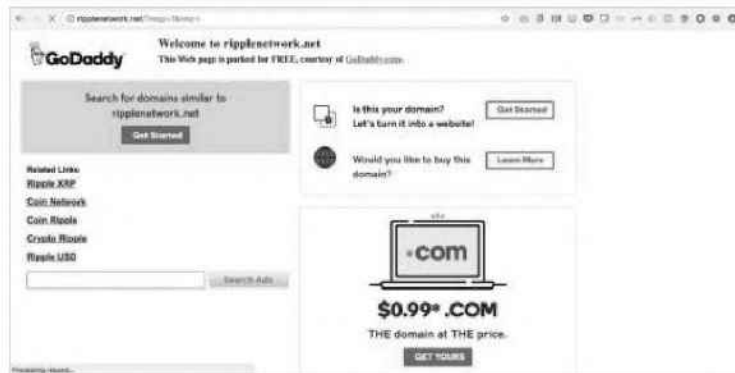 ripplenetwork.net/
GoDaddy
Welcome to ripplenetwork.net
This Web page is parked for FREE, courtesy of GoDaddy.com.
Search for domains similar to
ripplenetwork.net
Get Started
Is this your domain?
Let's turn it into a website!
Get Started
Would you like to buy this
domain?
Learn More
Related Links
Ripple XRP
Coin Network
Coin Ripple
Crypto Ripple
Ripple USD
Search Ads
.com
$0.99* .COM
THE domain at THE price.
GET YOURS